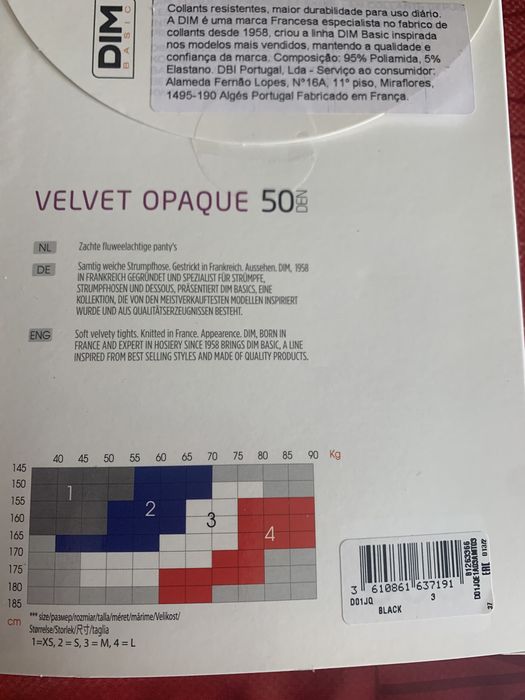 DIM
BASIC
Collants resistentes, maior durabilidade para uso diário.
A DIM é uma marca Francesa especialista no fabrico de
collants desde 1958, criou a linha DIM Basic inspirada
nos modelos mais vendidos, mantendo a qualidade e
confiança da marca. Composição: 95% Poliamida, 5%
Elastano. DBI Portugal, Lda - Serviço ao consumidor:
Alameda Fernão Lopes, N°16A, 11° piso, Miraflores,
1495-190 Algés Portugal Fabricado em França.
VELVET OPAQUE 50 DEN
NL Zachte fluweelachtige panty's
DE Samtig weiche Strumpfhose. Gestrickt in Frankreich. Aussehen. DIM, 1958
IN FRANKREICH GEGRÜNDET UND SPEZIALIST FÜR STRÜMPFE,
STRUMPFHOSEN UND DESSOUS, PRÄSENTIERT DIM BASICS, EINE
KOLLEKTION, DIE VON DEN MEISTVERKAUFTESTEN MODELLEN INSPIRIERT
WURDE UND AUS QUALITÄTSERZEUGNISSEN BESTEHT.
ENG Soft velvety tights. Knitted in France. Appearence. DIM, BORN IN
FRANCE AND EXPERT IN HOSIERY SINCE 1958 BRINGS DIM BASIC, A LINE
INSPIRED FROM BEST SELLING STYLES AND MADE OF QUALITY PRODUCTS.
40 45 50 55 60 65 70 75 80 85 90 Kg
145
150
155
160
165
170
175
180
185
cm
1
2
3
4
*** size/размер/rozmiar/talla/méret/mărime/Velikost/
Størrelse/Storlek/尺寸/taglia
1=XS, 2 = S, 3 = M, 4 = L
3 610861 637191
D01JQ 3
BLACK
37